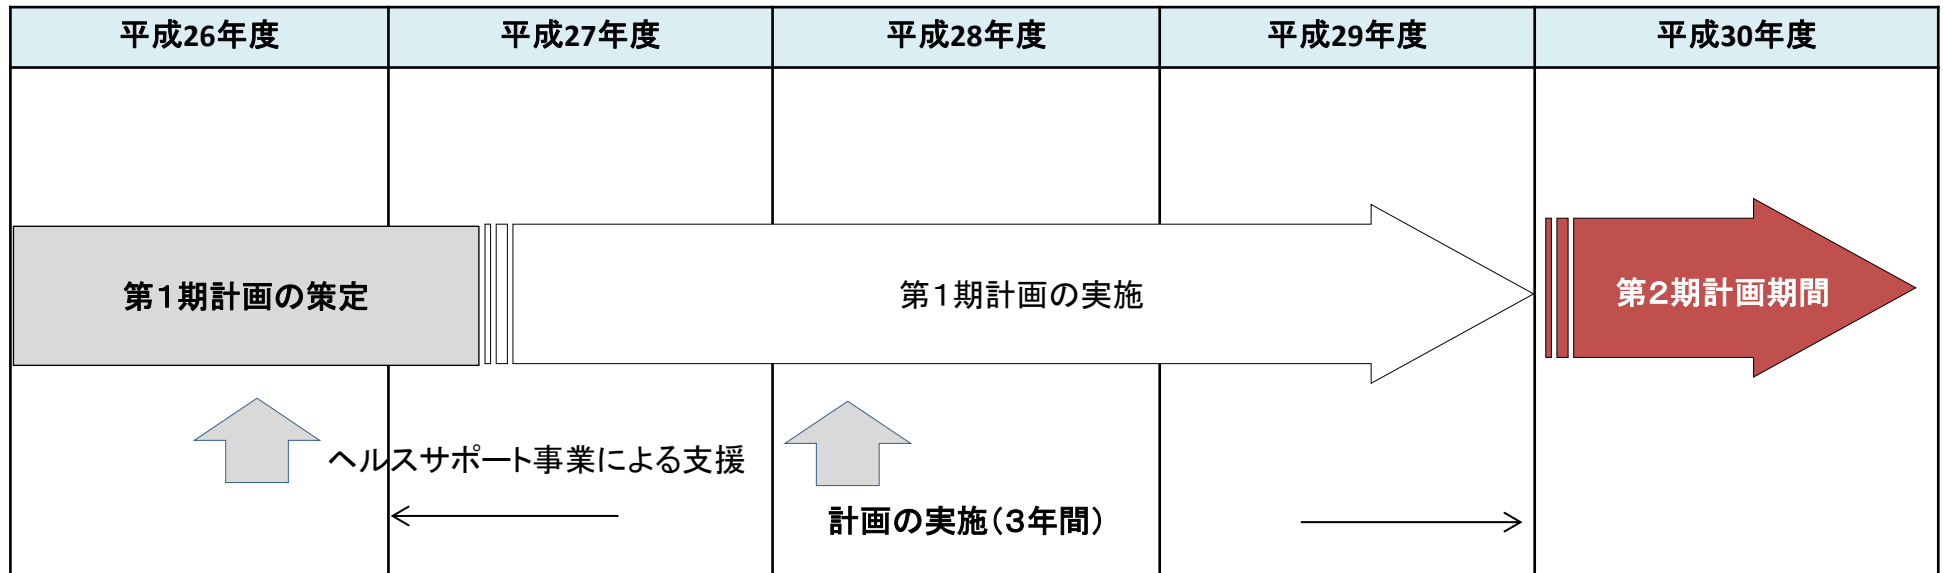 平成26年度
平成27年度
平成28年度
平成29年度
平成30年度
第１期計画の策定
第１期計画の実施
第２期計画期間
ヘルスサポート事業による支援
計画の実施（３年間）